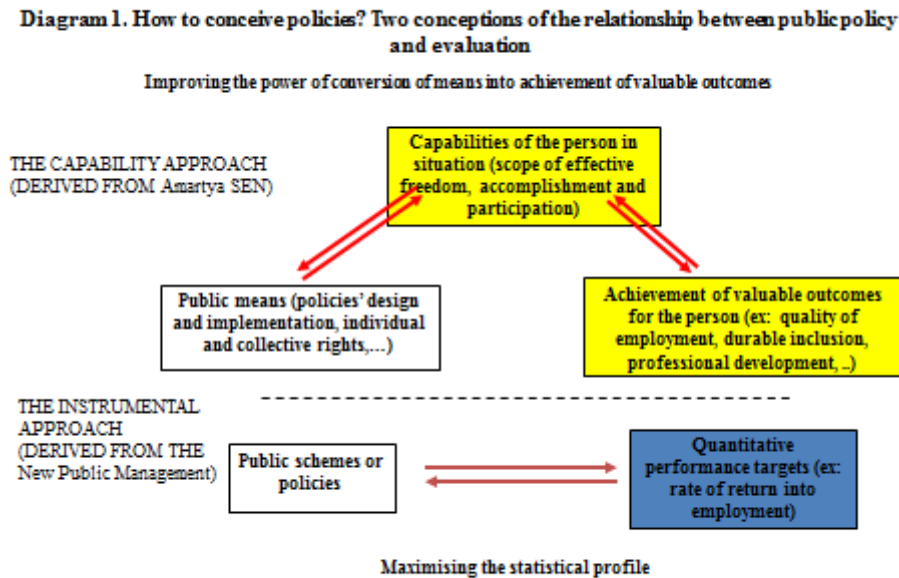 Diagram 1. How to conceive policies? Two conceptions of the relationship between public policy
and evaluation
Improving the power of conversion of means into achievement of valuable outcomes
THE CAPABILITY APPROACH
(DERIVED FROM Amartya SEN)
Capabilities of the person in
situation (scope of effective
freedom, accomplishment and
participation)
Public means (policies' design
and implementation, individual
and collective rights,...)
Achievement of valuable outcomes
for the person (ex: quality of
employment, durable inclusion,
professional development, ..)
THE INSTRUMENTAL
APPROACH
(DERIVED FROM THE
New Public Management)
Public schemes or
policies
Quantitative
performance targets (ex:
rate of return into
employment)
Maximising the statistical profile